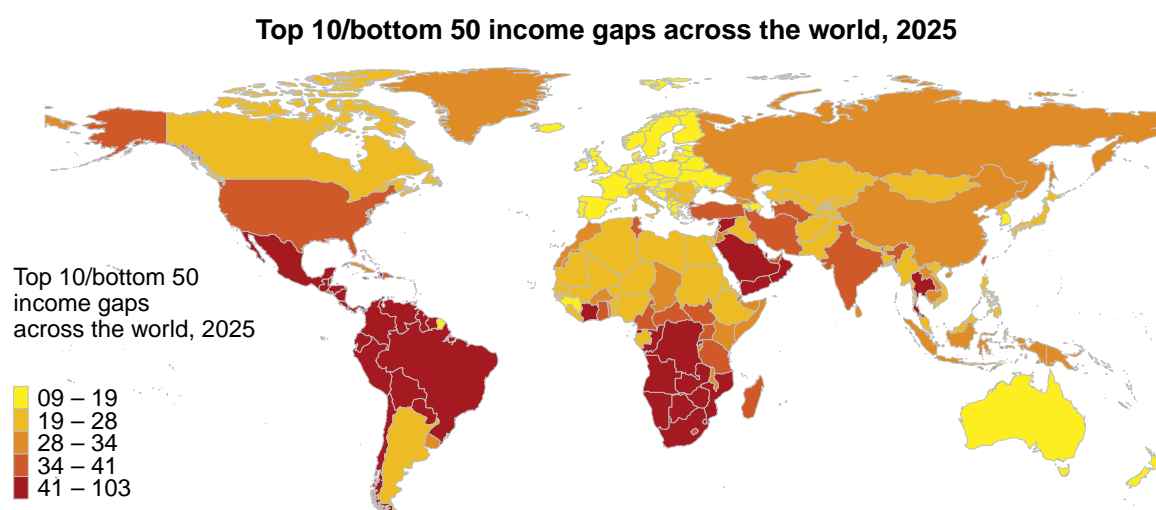 Top 10/bottom 50 income gaps across the world, 2025
Top 10/bottom 50
income gaps
across the world, 2025
09 – 19
19 – 28
28 – 34
34 – 41
41 – 103